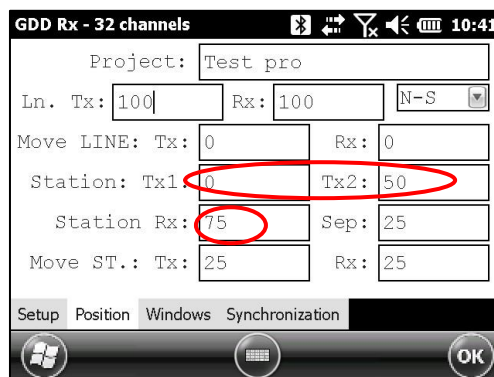 GDD Rx - 32 channels 10:41
Project: Test pro
Ln. Tx: 100 Rx: 100 N-S
Move LINE: Tx: 0 Rx: 0
Station: Tx1: 0 Tx2: 50
Station Rx: 75 Sep: 25
Move ST.: Tx: 25 Rx: 25
Setup Position Windows Synchronization
OK